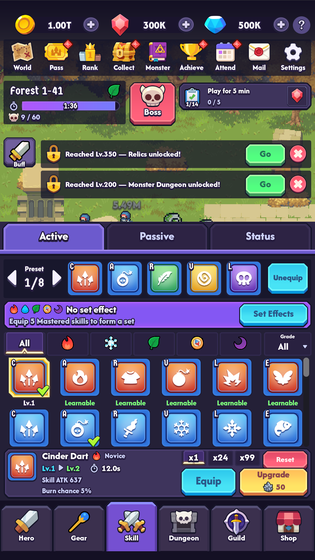 1.00T
300K
500K
?
World
Pass
Rank
Collect
Monster
Achieve
Attend
Mail
Settings
Forest 1-41
1:36
9 / 60
Boss
1/14
Play for 5 min
0 / 5
Buff
Reached Lv.350 — Relics unlocked!
Go
Reached Lv.200 — Monster Dungeon unlocked!
Go
5.49M
Active
Passive
Status
Preset
1/8
C
A
R
V
L
Unequip
No set effect
Equip 5 Mastered skills to form a set
Set Effects
All
Grade
All
C
A
R
V
L
E
Lv.1
Learnable
Learnable
Learnable
Learnable
Learnable
C
A
R
V
L
E
Cinder Dart
Novice
Lv.1
Lv.2
12.0s
Skill ATK 637
Burn chance 5%
x1
x24
x99
Reset
Equip
Upgrade
50
Hero
Gear
Skill
Dungeon
Guild
Shop